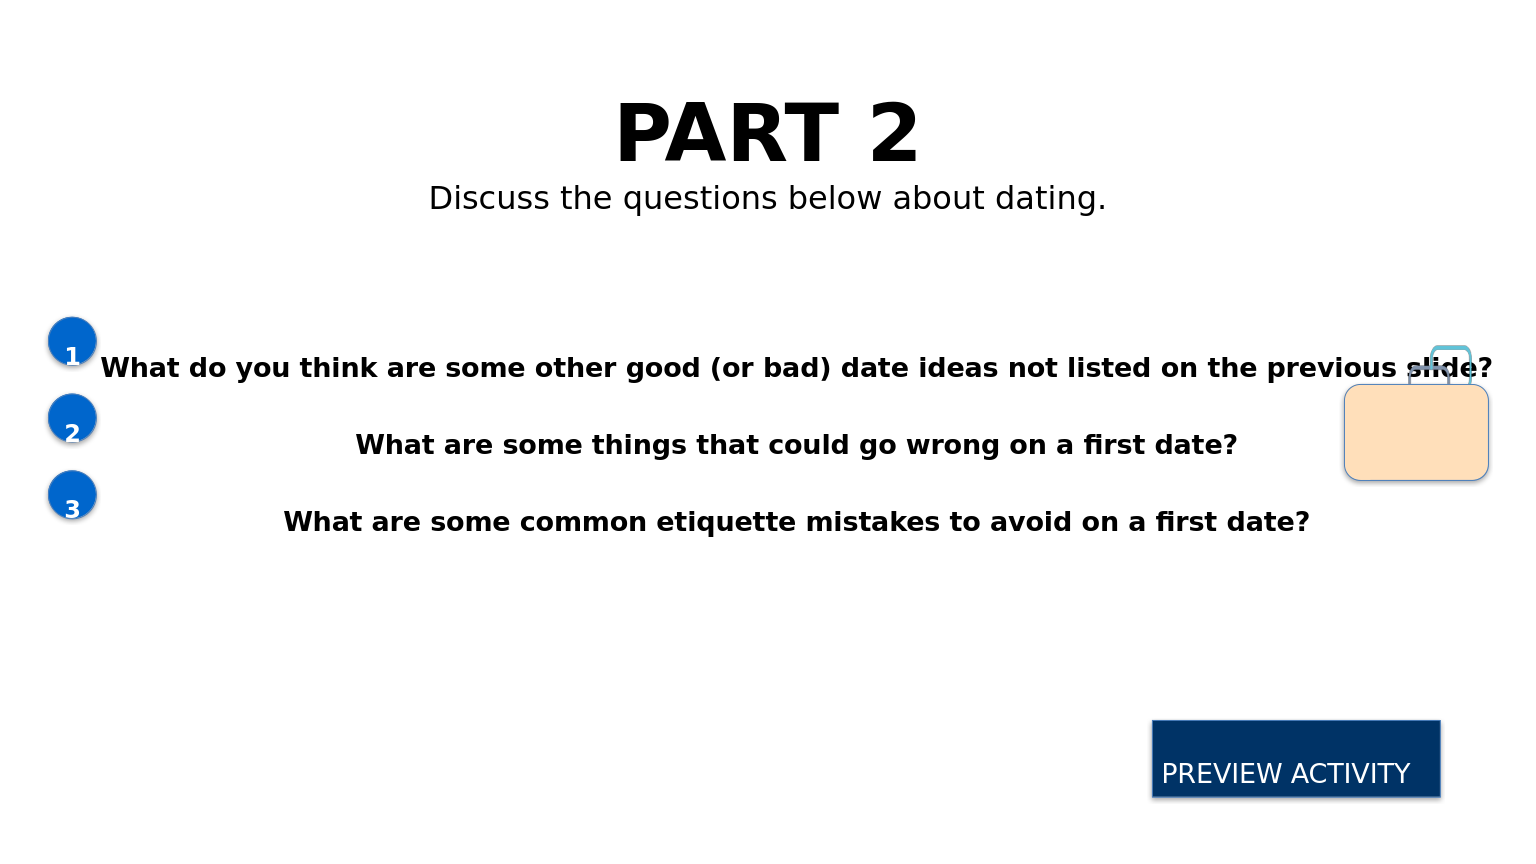 PART 2
Discuss the questions below about dating.
1
What do you think are some other good (or bad) date ideas not listed on the previous slide?
2
What are some things that could go wrong on a first date?
3
What are some common etiquette mistakes to avoid on a first date?
PREVIEW ACTIVITY